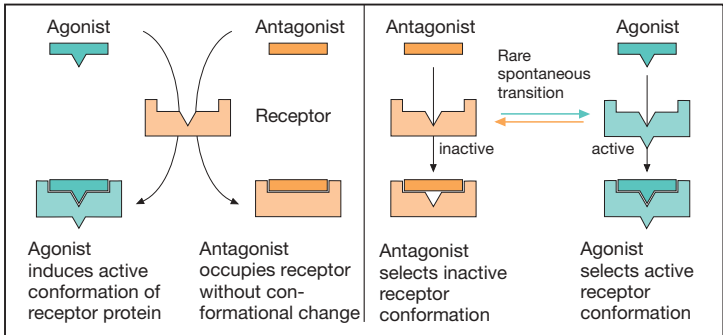 Agonist
Antagonist
Receptor
Agonist
induces active
conformation of
receptor protein
Antagonist
occupies receptor
without con-
formational change
Antagonist
Agonist
Rare
spontaneous
transition
inactive
active
Antagonist
selects inactive
receptor
conformation
Agonist
selects active
receptor
conformation